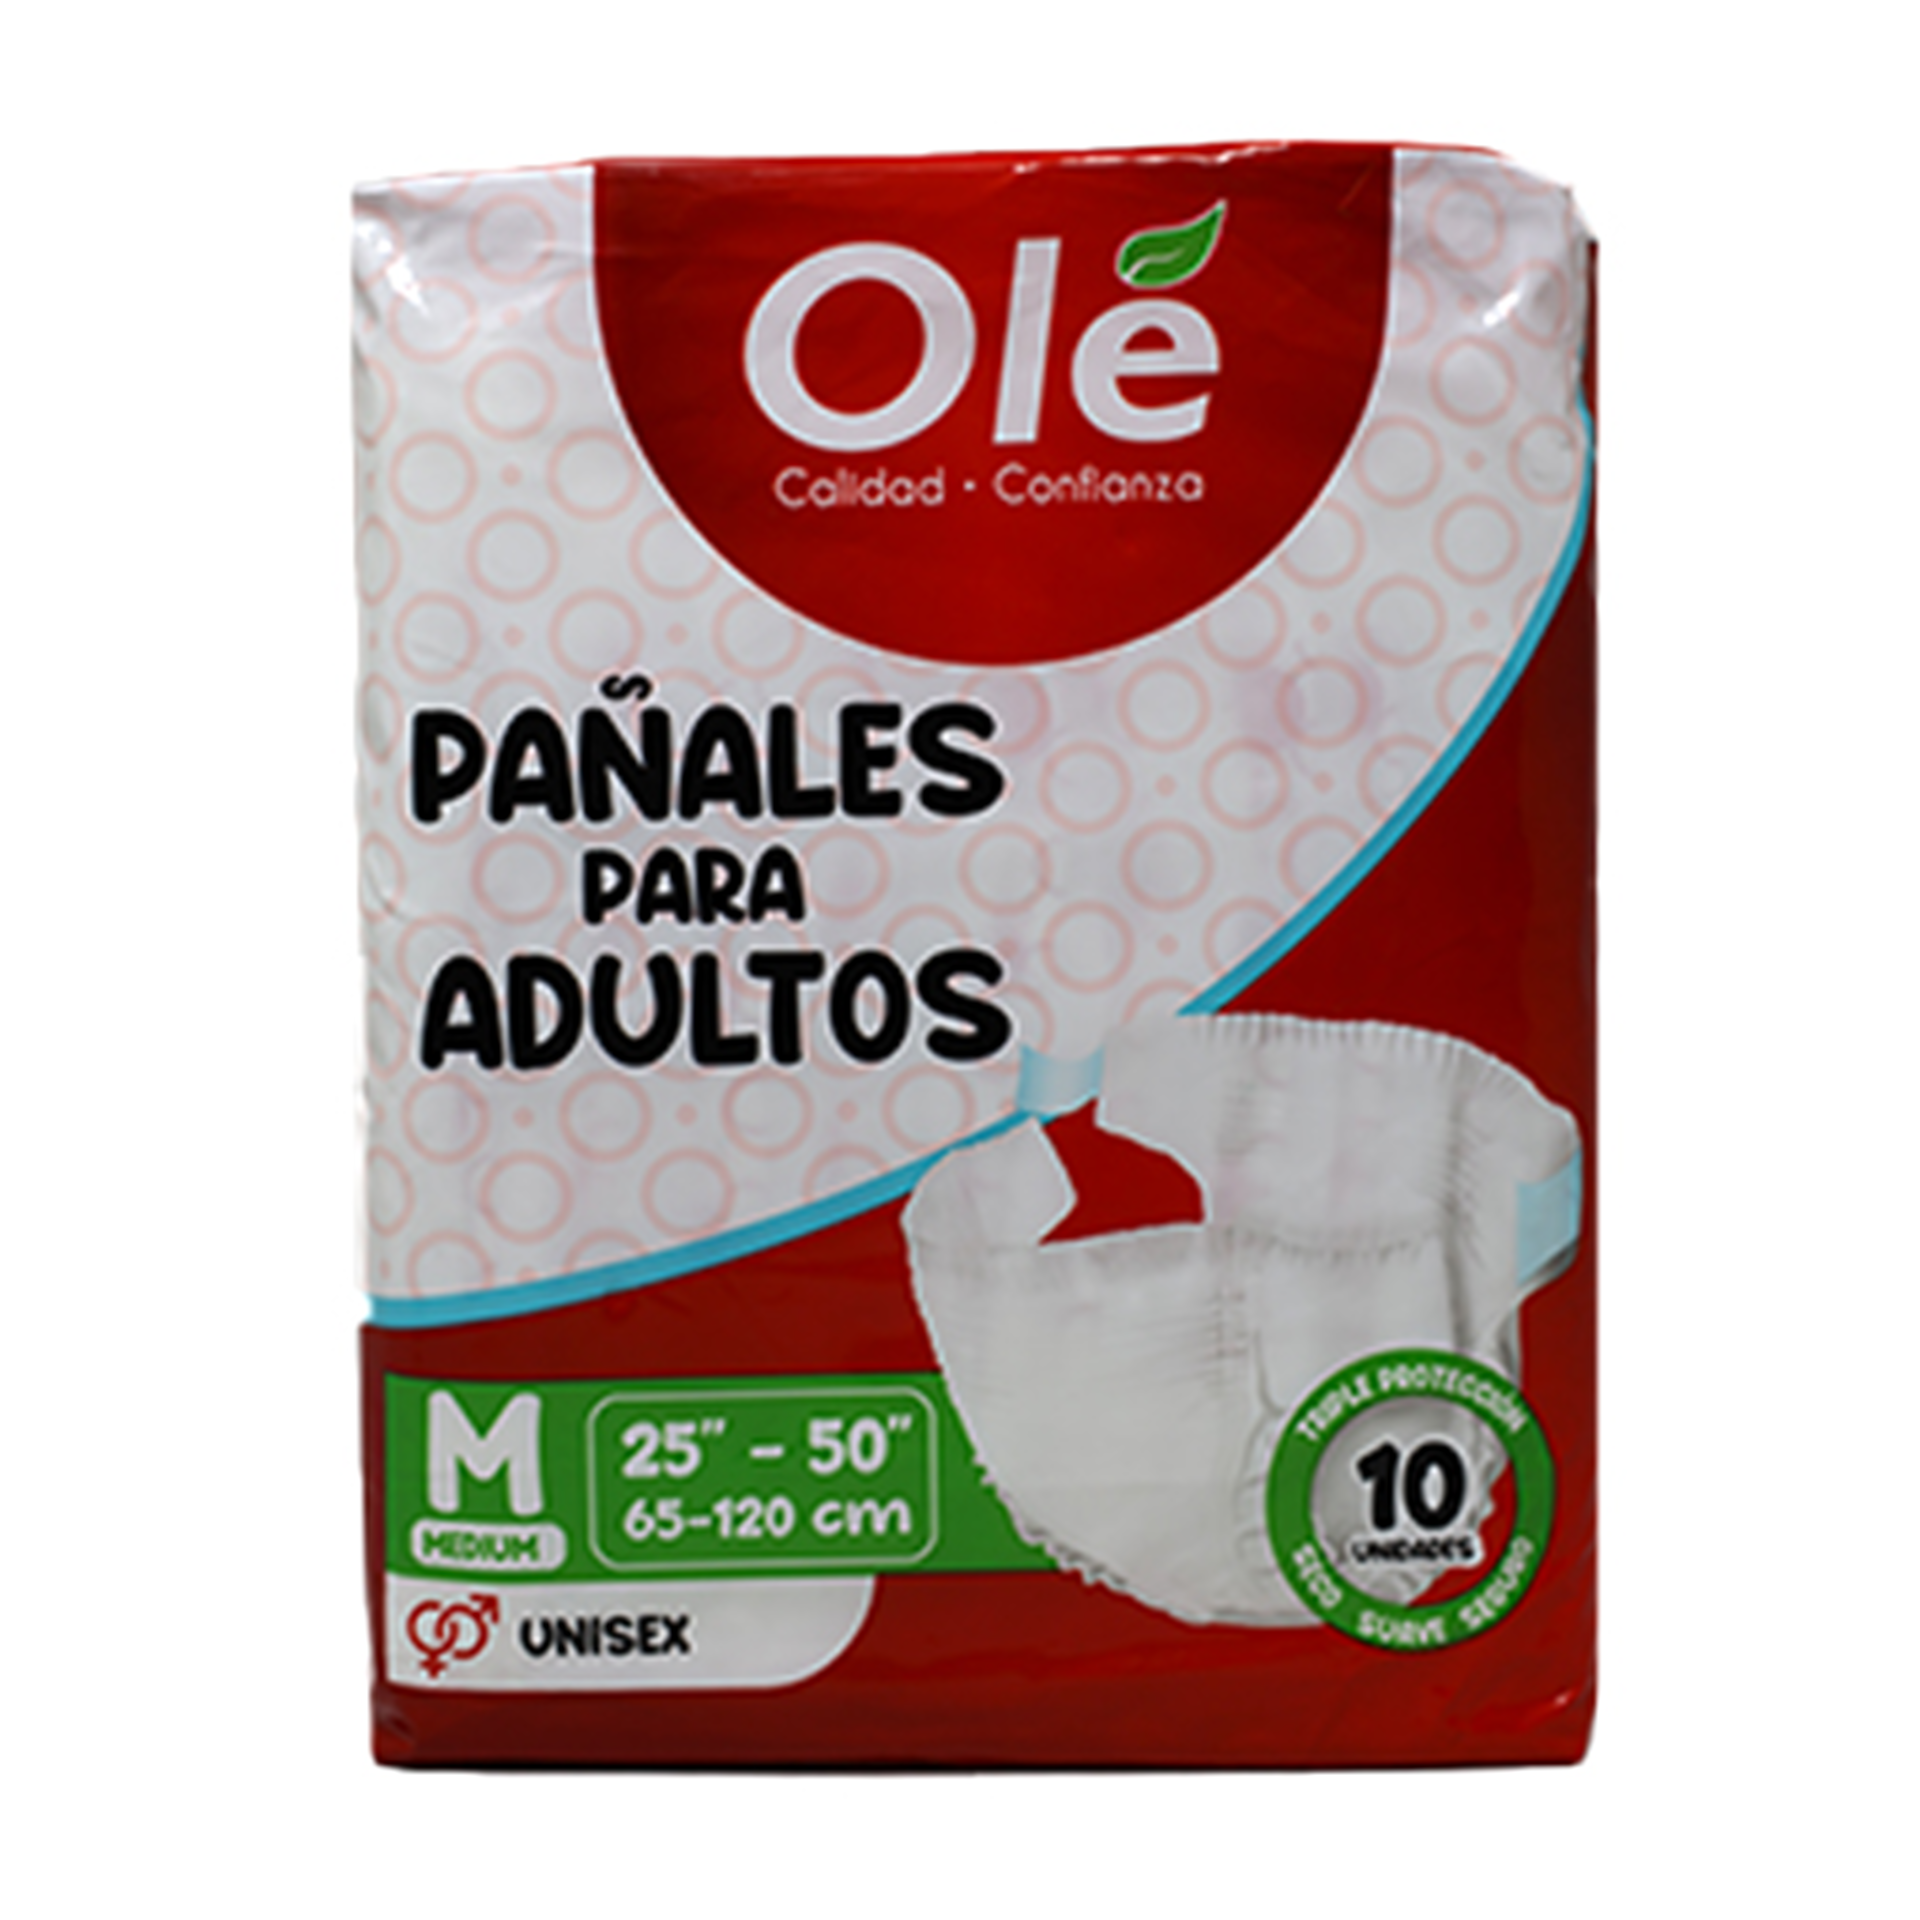 Olé
Calidad • Confianza
PAÑALES
PARA
ADULTOS
M
MEDIUM
25" - 50"
65-120 cm
UNISEX
TRIPLE PROTECCIÓN
10
UNIDADES
SECO SUAVE SEGURO